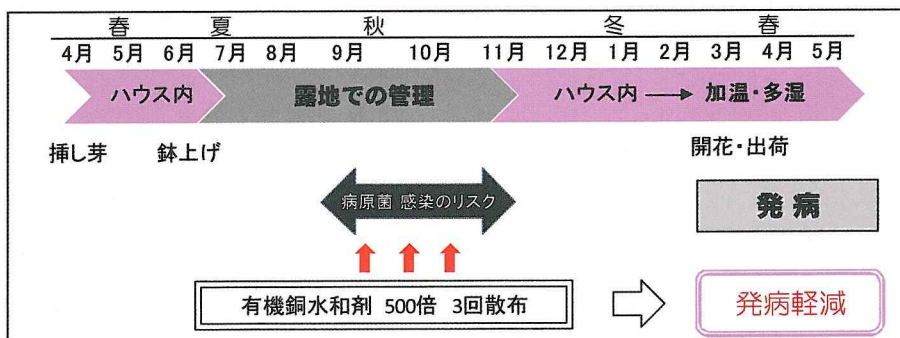 春 夏 秋 冬 春
4月 5月 6月 7月 8月 9月 10月 11月 12月 1月 2月 3月 4月 5月
ハウス内 露地での管理 ハウス内 → 加温・多湿
挿し芽 鉢上げ 開花・出荷
病原菌 感染のリスク 発病
有機銅水和剤 500倍 3回散布 発病軽減